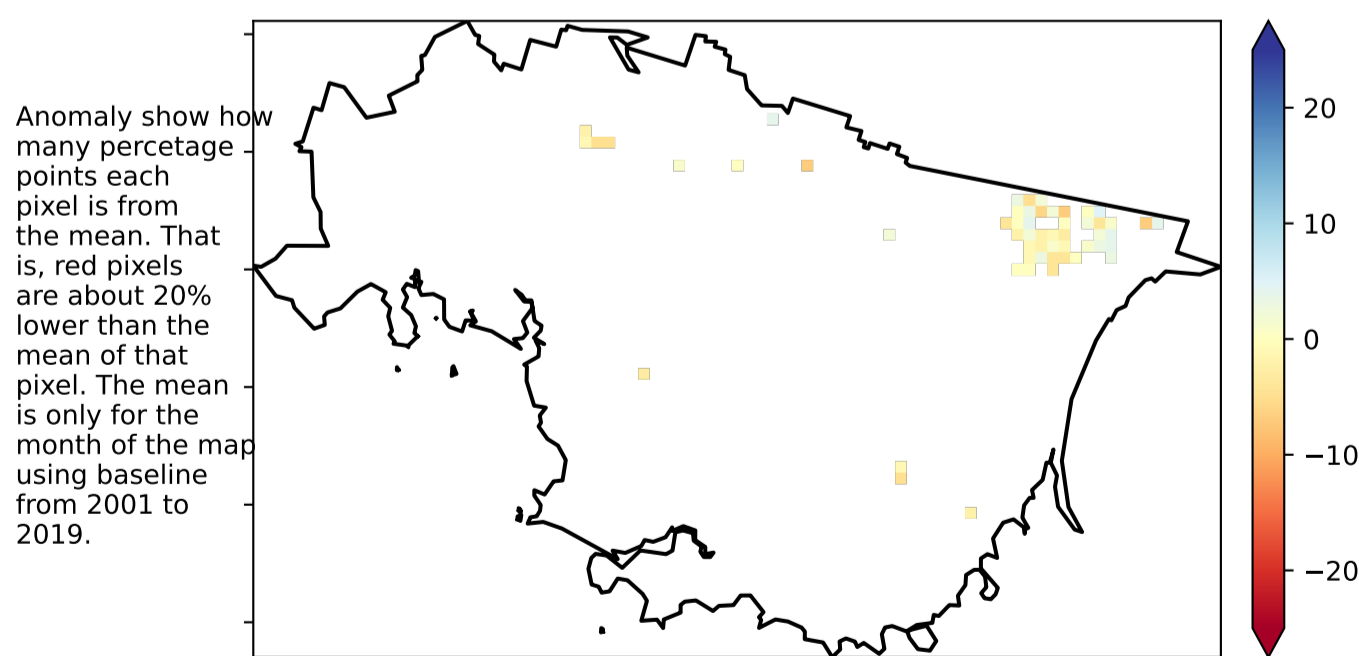 Anomaly show how
many percetage
points each
pixel is from
the mean. That
is, red pixels
are about 20%
lower than the
mean of that
pixel. The mean
is only for the
month of the map
using baseline
from 2001 to
2019.
20
10
0
−10
−20